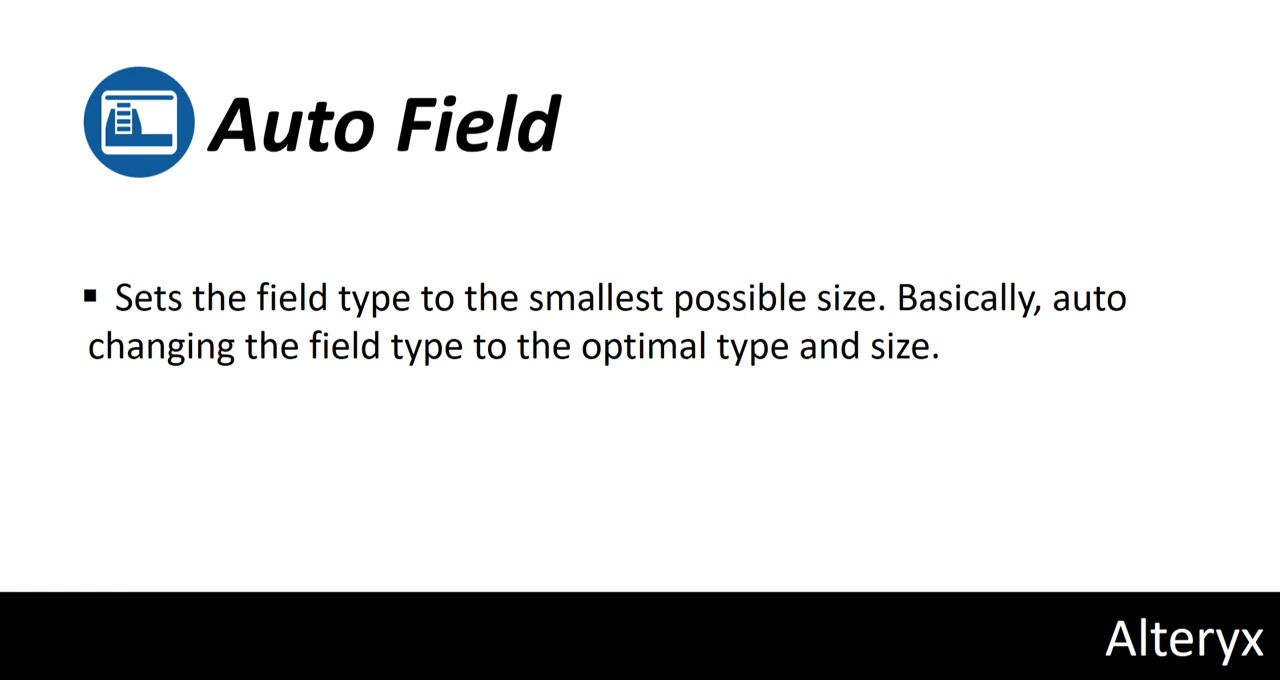 Auto Field
▪ Sets the field type to the smallest possible size. Basically, auto
changing the field type to the optimal type and size.
Alteryx